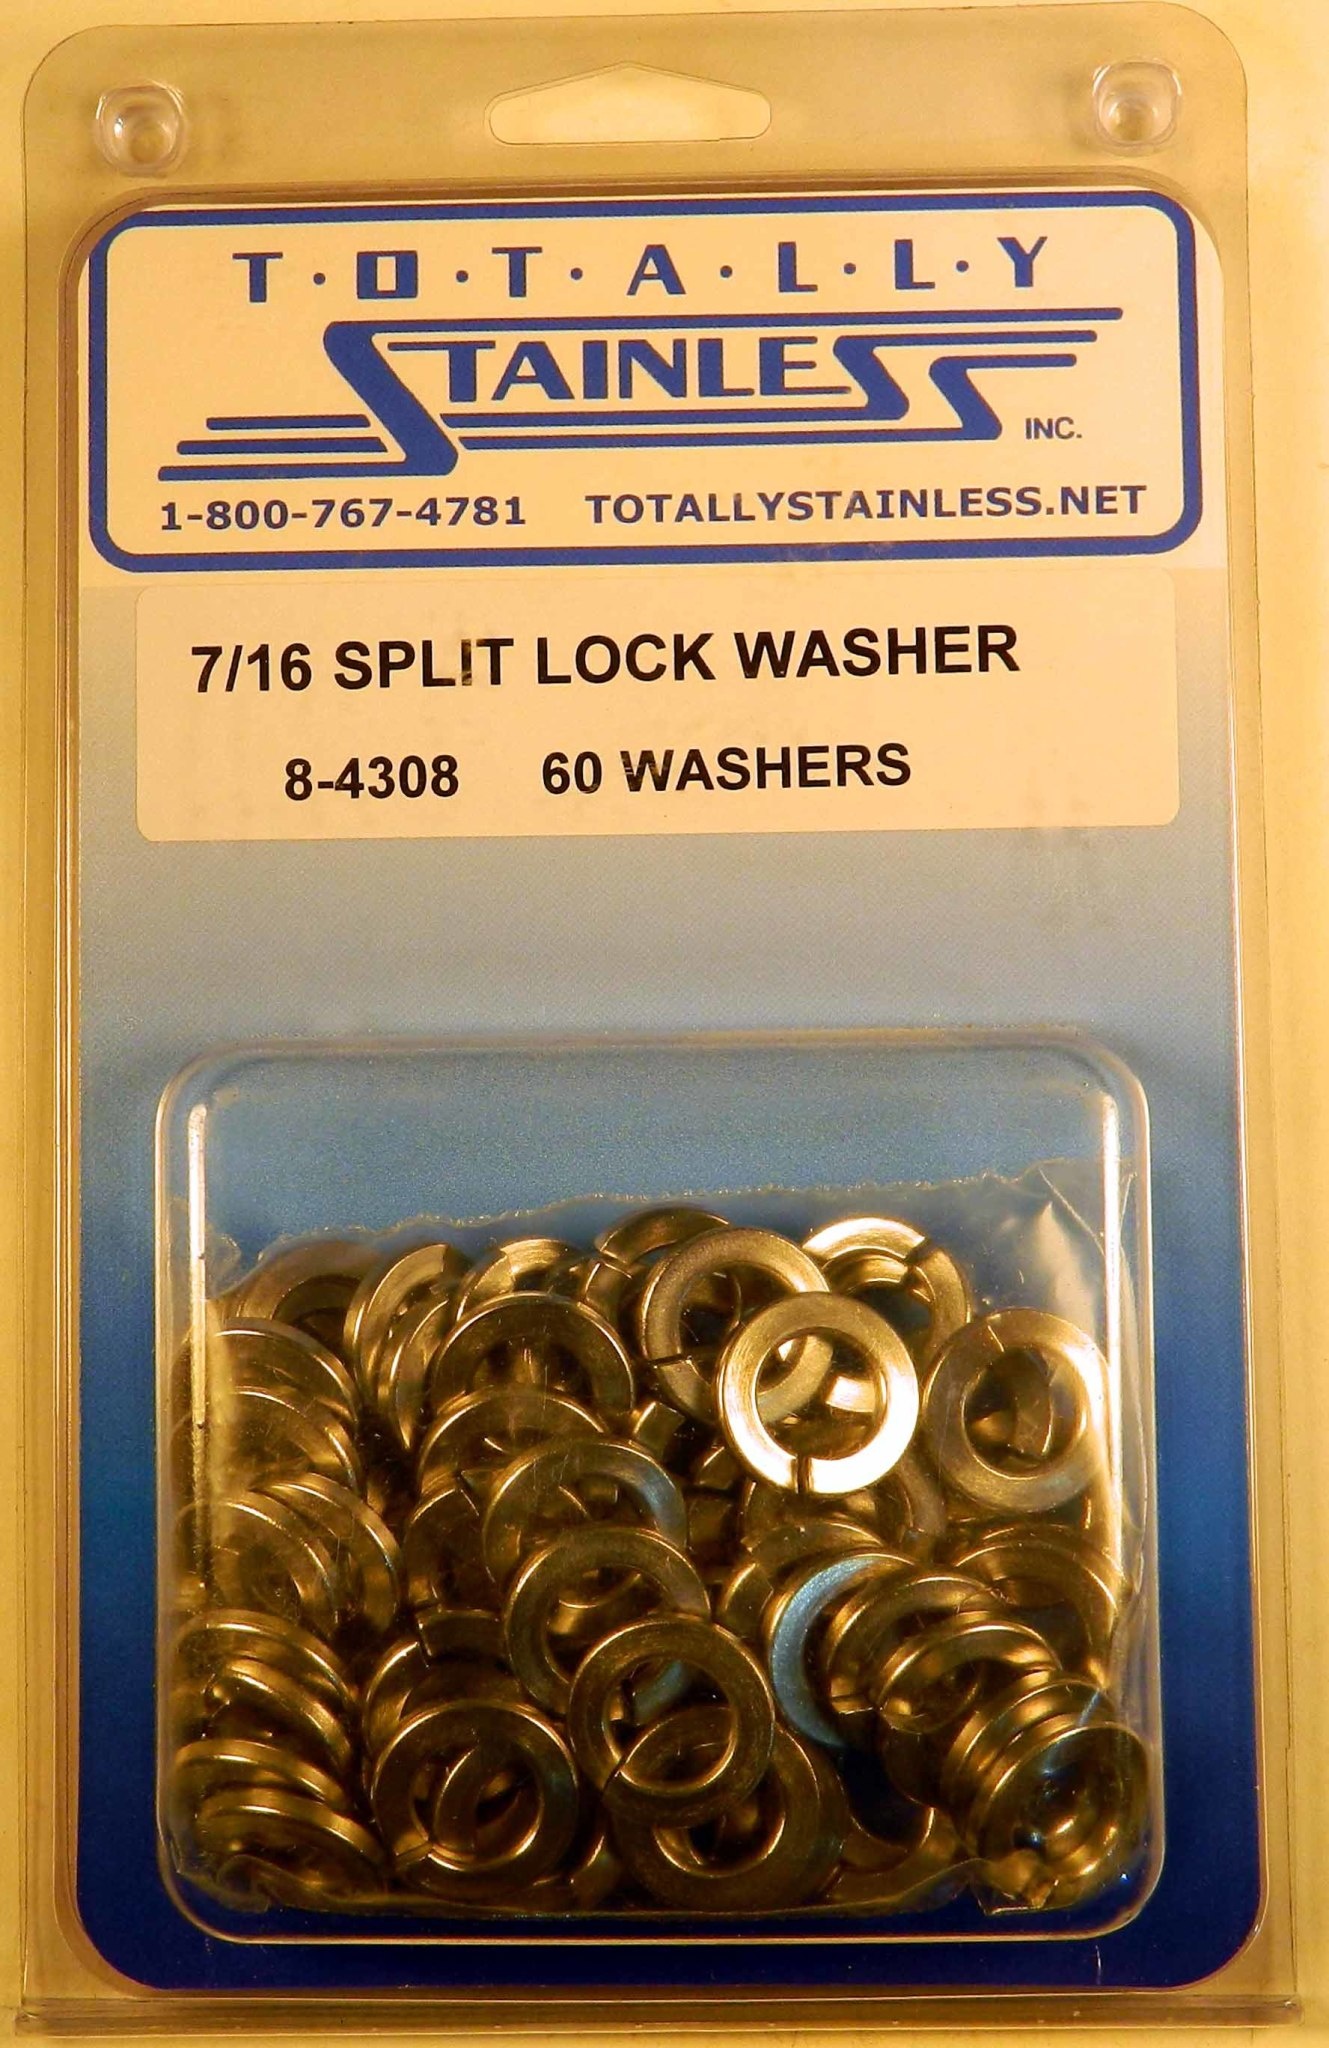 T·O·T·A·L·L·Y
STAINLESS
INC.
1-800-767-4781 TOTALLYSTAINLESS.NET
7/16 SPLIT LOCK WASHER
8-4308 60 WASHERS